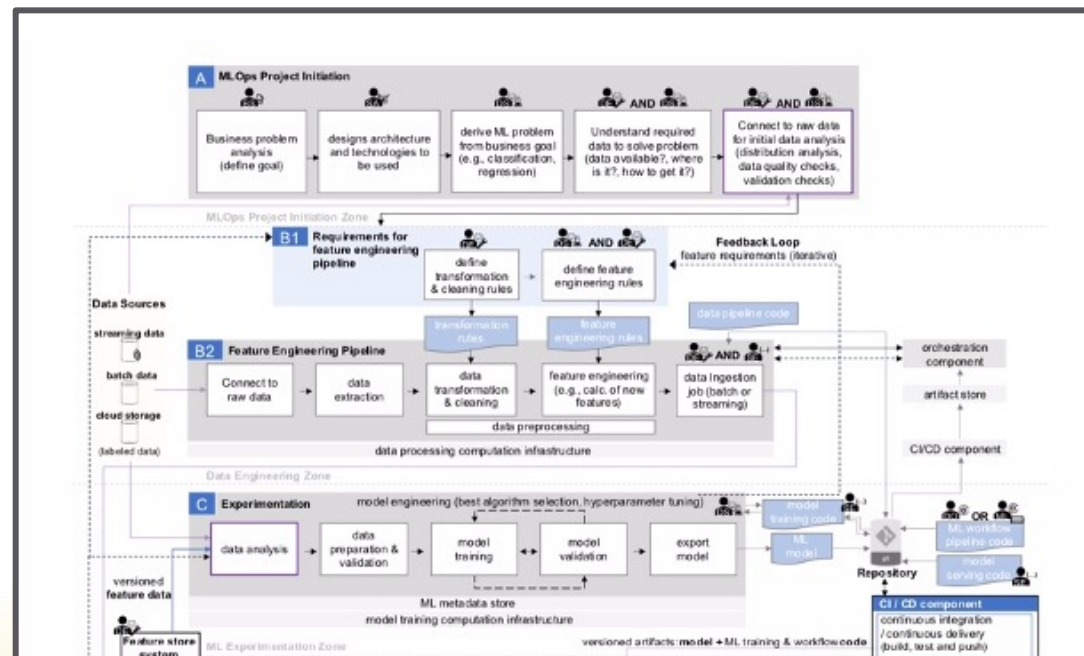 A MLOps Project Initiation
AND
AND
Business problem
analysis
(define goal)
designs architecture
and technologies to
be used
derive ML problem
from business goal
(e.g., classification,
regression)
Understand required
data to solve problem
(data available?, where
is it?, how to get it?)
Connect to raw data
for initial data analysis
(distribution analysis,
data quality checks,
validation checks)
MLOps Project Initiation Zone
B1 Requirements for
feature engineering
pipeline
AND
define
transformation
& cleaning rules
define feature
engineering rules
Feedback Loop
feature requirements (iterative)
Data Sources
streaming data
batch data
cloud storage
(labeled data)
transformation
rules
feature
engineering rules
data pipeline code
B2 Feature Engineering Pipeline
AND
Connect to
raw data
data
extraction
data
transformation
& cleaning
feature engineering
(e.g., calc. of new
features)
data ingestion
job (batch or
streaming)
data preprocessing
data processing computation infrastructure
orchestration
component
artifact store
CI/CD component
Data Engineering Zone
C Experimentation
model engineering (best algorithm selection, hyperparameter tuning)
data analysis
data
preparation &
validation
model
training
model
validation
export
model
ML metadata store
model training computation infrastructure
model
training code
ML
model
Repository
OR
ML workflow
pipeline code
model
serving code
versioned
feature data
Feature store
system
ML Experimentation Zone
versioned artifacts: model + ML training & workflow code
CI / CD component
continuous integration
/ continuous delivery
(build, test and push)